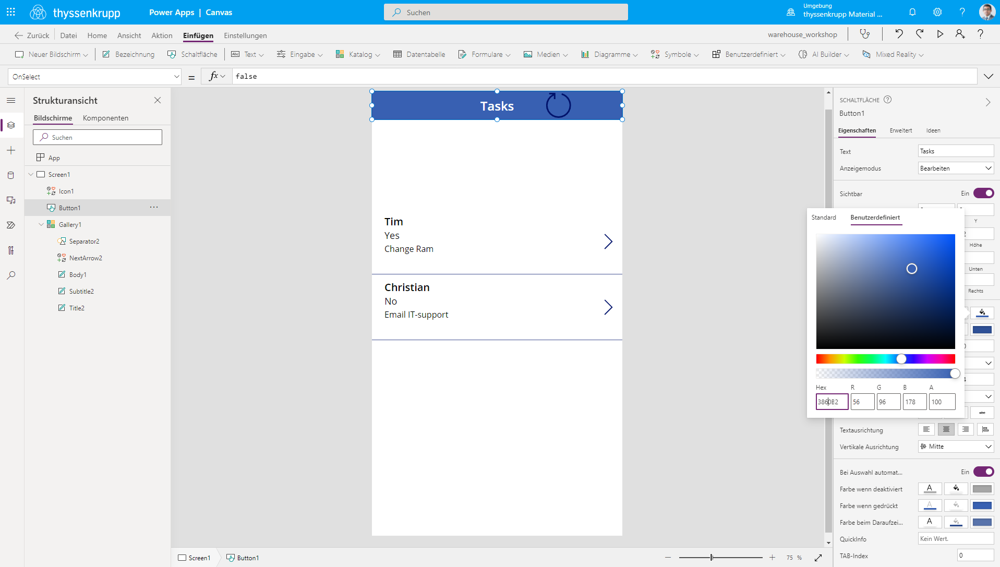 thyssenkrupp
Power Apps | Canvas
Suchen
Umgebung
thyssenkrupp Material ...
Zurück
Datei
Home
Ansicht
Aktion
Einfügen
Einstellungen
warehouse_workshop
Neuer Bildschirm
Bezeichnung
Schaltfläche
Abc Text
Eingabe
Katalog
Datentabelle
Formulare
Medien
Diagramme
Symbole
Benutzerdefiniert
AI Builder
Mixed Reality
OnSelect
=
fx
false
Strukturansicht
Bildschirme
Komponenten
Suchen
App
Screen1
Icon1
Button1
...
Gallery1
Separator2
NextArrow2
Body1
Subtitle2
Title2
Tasks
Tim
Yes
Change Ram
Christian
No
Email IT-support
SCHALTFLÄCHE
Button1
Eigenschaften
Erweitert
Ideen
Text
Tasks
Anzeigemodus
Bearbeiten
Sichtbar
Ein
Y
Höhe
Unten
Rechts
Standard
Benutzerdefiniert
Hex
R
G
B
A
3860B2
56
96
178
100
abc
Textausrichtung
Vertikale Ausrichtung
Mitte
Bei Auswahl automat...
Ein
Farbe wenn deaktiviert
A
Farbe wenn gedrückt
A
Farbe beim Daraufzei...
A
QuickInfo
Kein Wert.
TAB-Index
0
Screen1
Button1
75 %